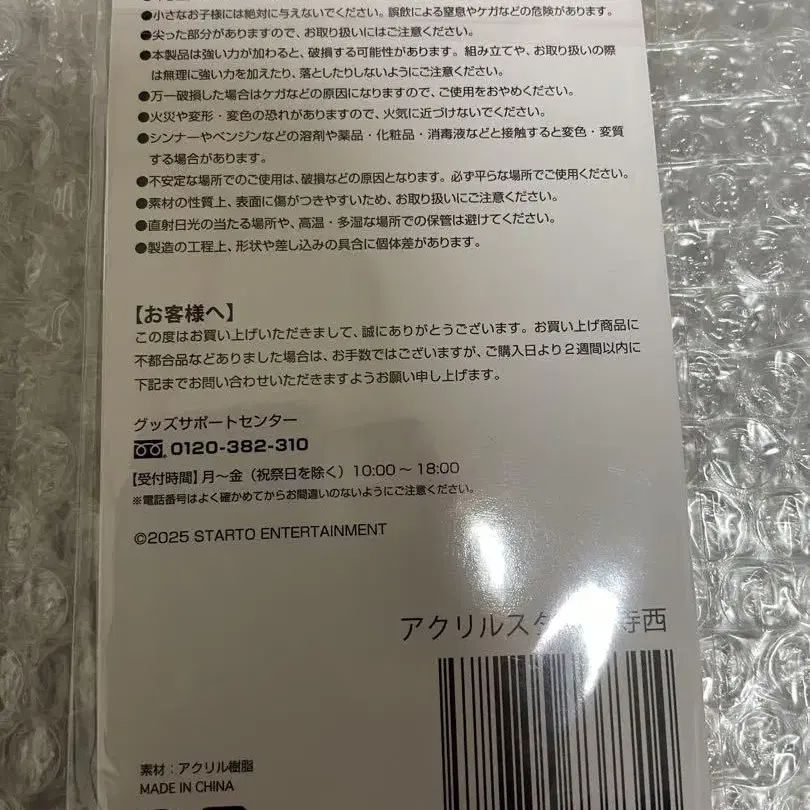 ●小さなお子様には絶対に与えないでください。誤飲による窒息やケガなどの危険があります。
●尖った部分がありますので、お取り扱いにはご注意ください。
●本製品は強い力が加わると、破損する可能性があります。組み立てや、お取り扱いの際
は無理に強い力を加えたり、落としたりしないようにご注意ください。
●万一破損した場合はケガなどの原因になりますので、ご使用をおやめください。
●火災や変形・変色の恐れがありますので、火気に近づけないでください。
●シンナーやベンジンなどの溶剤や薬品・化粧品・消毒液などと接触すると変色・変質
する場合があります。
●不安定な場所でのご使用は、破損などの原因となります。必ず平らな場所でご使用ください。
●素材の性質上、表面に傷がつきやすいため、お取り扱いにご注意ください。
●直射日光の当たる場所や、高温・多湿な場所での保管は避けてください。
●製造の工程上、形状や差し込みの具合に個体差があります。
【お客様へ】
この度はお買い上げいただきまして、誠にありがとうございます。お買い上げ商品に
不都合品などありました場合は、お手数ではございますが、ご購入日より2週間以内に
下記までお問い合わせいただきますようお願い申し上げます。
グッズサポートセンター
0120-382-310
【受付時間】月～金（祝祭日を除く）10:00～18:00
※電話番号はよく確かめてからお間違いのないようにご注意ください。
©2025 STARTO ENTERTAINMENT
アクリルスタ 寺西
素材：アクリル樹脂
MADE IN CHINA